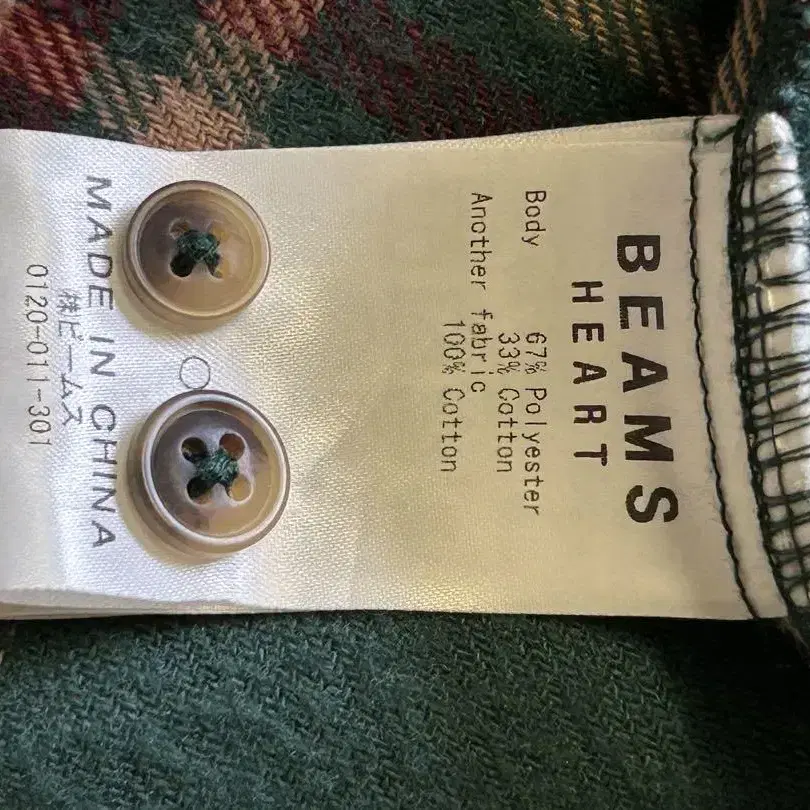 BEAMS
HEART
Body 67% Polyester
33% Cotton
Another fabric
100% Cotton
MADE IN CHINA
㈱ビームス
0120-011-301